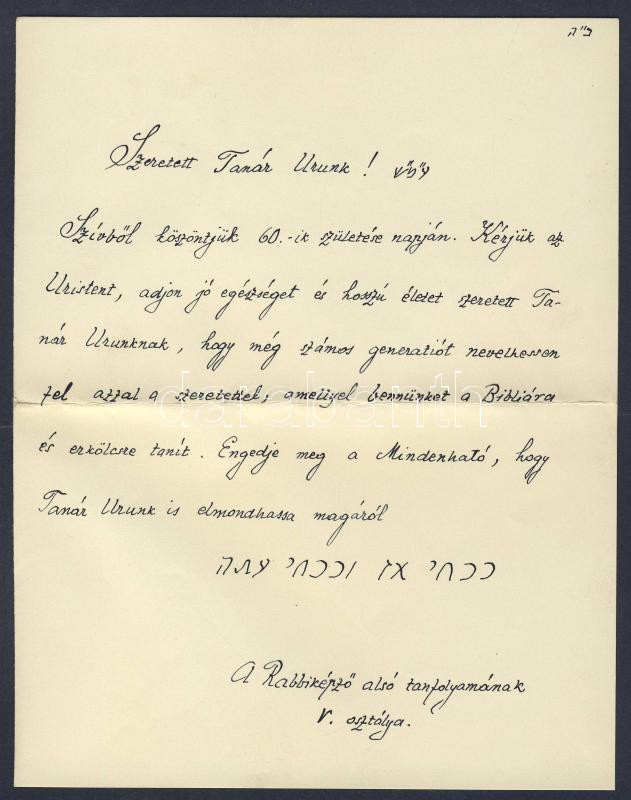 ב"ה
Szeretett Tanár Urunk! נ"י
Szívből köszöntjük 60.-ik születése napján. Kérjük az
Uristent, adjon jó egészséget és hosszú életet szeretett Ta-
nár Urunknak, hogy még számos generatiót nevelhessen
fel azzal a szeretettel, amellyel bennünket a Bibliára
és erkölcsre tanít. Engedje meg a Mindenható, hogy
Tanár Urunk is elmondhassa magáról
ככחי אז וככחי עתה
A Rabbiképző alsó tanfolyamának
V. osztálya.
darabanth